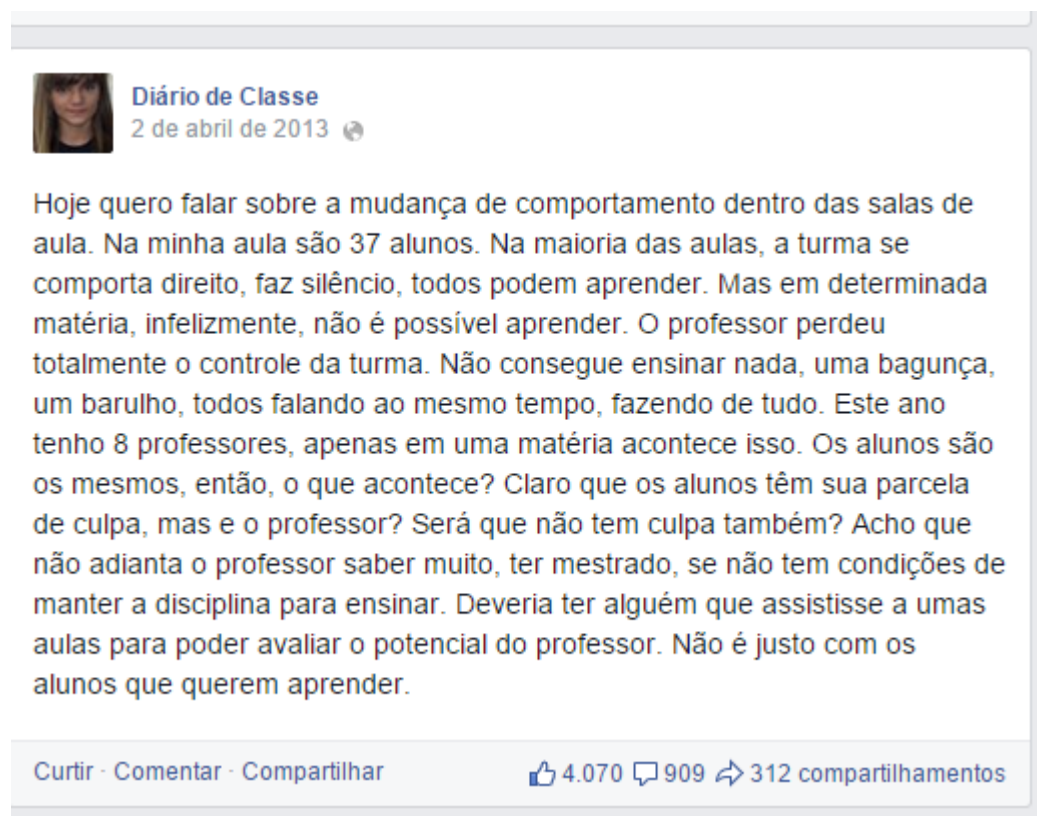 Diário de Classe
2 de abril de 2013
Hoje quero falar sobre a mudança de comportamento dentro das salas de
aula. Na minha aula são 37 alunos. Na maioria das aulas, a turma se
comporta direito, faz silêncio, todos podem aprender. Mas em determinada
matéria, infelizmente, não é possível aprender. O professor perdeu
totalmente o controle da turma. Não consegue ensinar nada, uma bagunça,
um barulho, todos falando ao mesmo tempo, fazendo de tudo. Este ano
tenho 8 professores, apenas em uma matéria acontece isso. Os alunos são
os mesmos, então, o que acontece? Claro que os alunos têm sua parcela
de culpa, mas e o professor? Será que não tem culpa também? Acho que
não adianta o professor saber muito, ter mestrado, se não tem condições de
manter a disciplina para ensinar. Deveria ter alguém que assistisse a umas
aulas para poder avaliar o potencial do professor. Não é justo com os
alunos que querem aprender.
Curtir · Comentar · Compartilhar 4.070 909 312 compartilhamentos